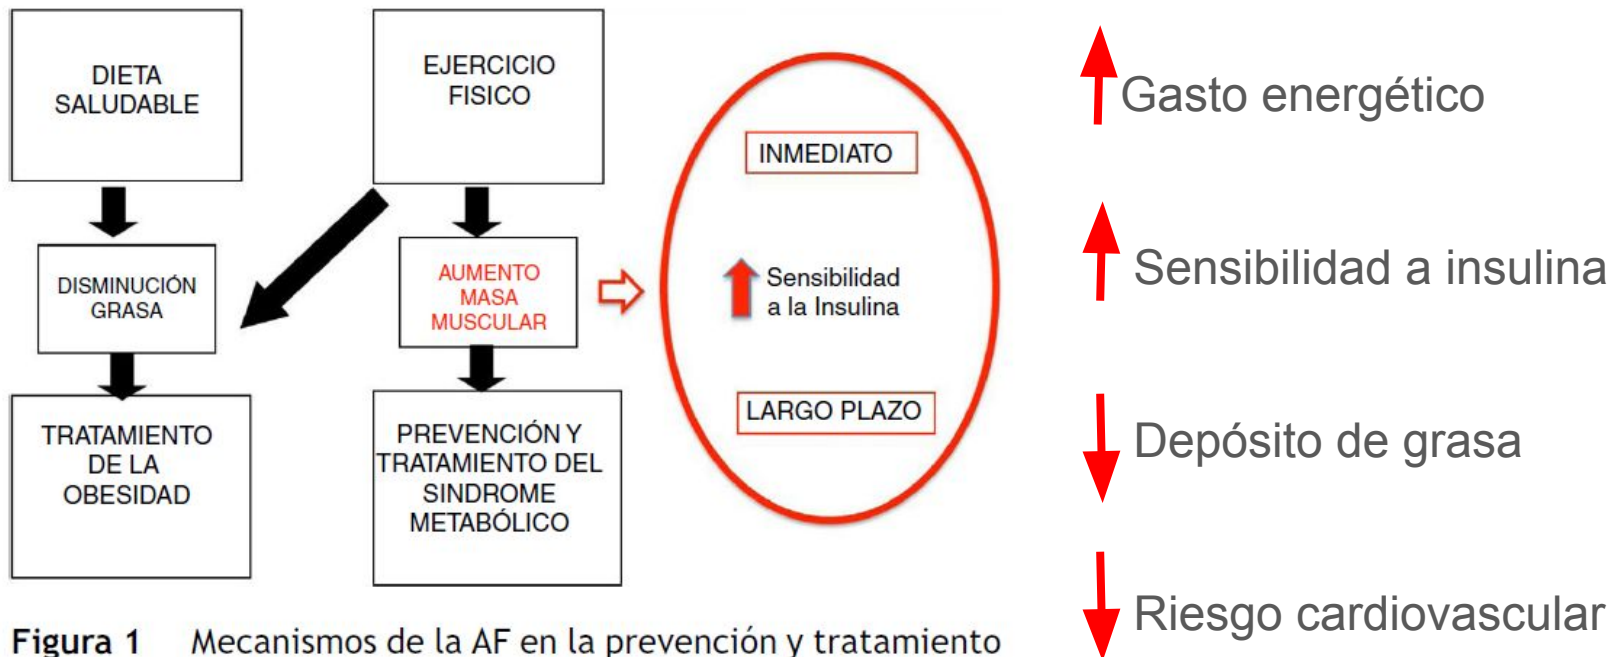 DIETA
SALUDABLE
EJERCICIO
FISICO
DISMINUCIÓN
GRASA
AUMENTO
MASA
MUSCULAR
TRATAMIENTO
DE LA
OBESIDAD
PREVENCIÓN Y
TRATAMIENTO DEL
SINDROME
METABÓLICO
INMEDIATO
Sensibilidad
a la Insulina
LARGO PLAZO
Gasto energético
Sensibilidad a insulina
Depósito de grasa
Riesgo cardiovascular
Figura 1 Mecanismos de la AF en la prevención y tratamiento